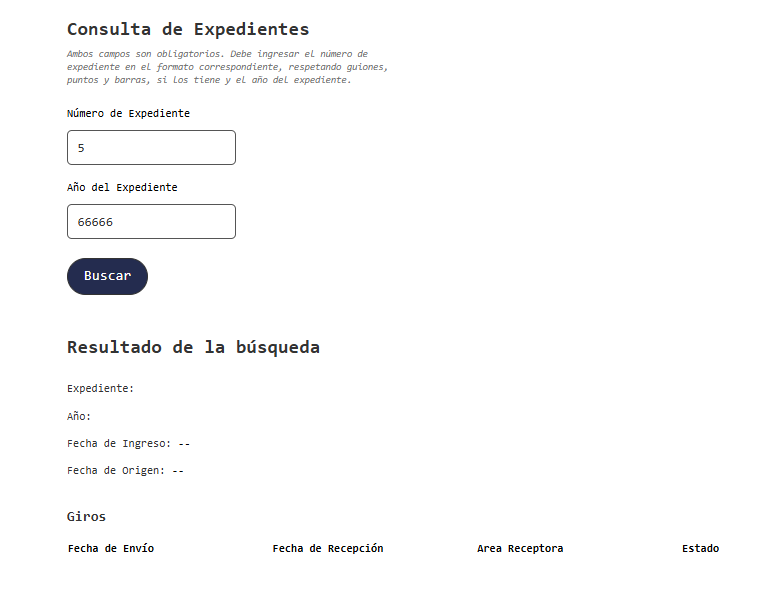 Consulta de Expedientes
Ambos campos son obligatorios. Debe ingresar el número de
expediente en el formato correspondiente, respetando guiones,
puntos y barras, si los tiene y el año del expediente.
Número de Expediente
5
Año del Expediente
66666
Buscar
Resultado de la búsqueda
Expediente:
Año:
Fecha de Ingreso: --
Fecha de Origen: --
Giros
Fecha de Envío Fecha de Recepción Area Receptora Estado